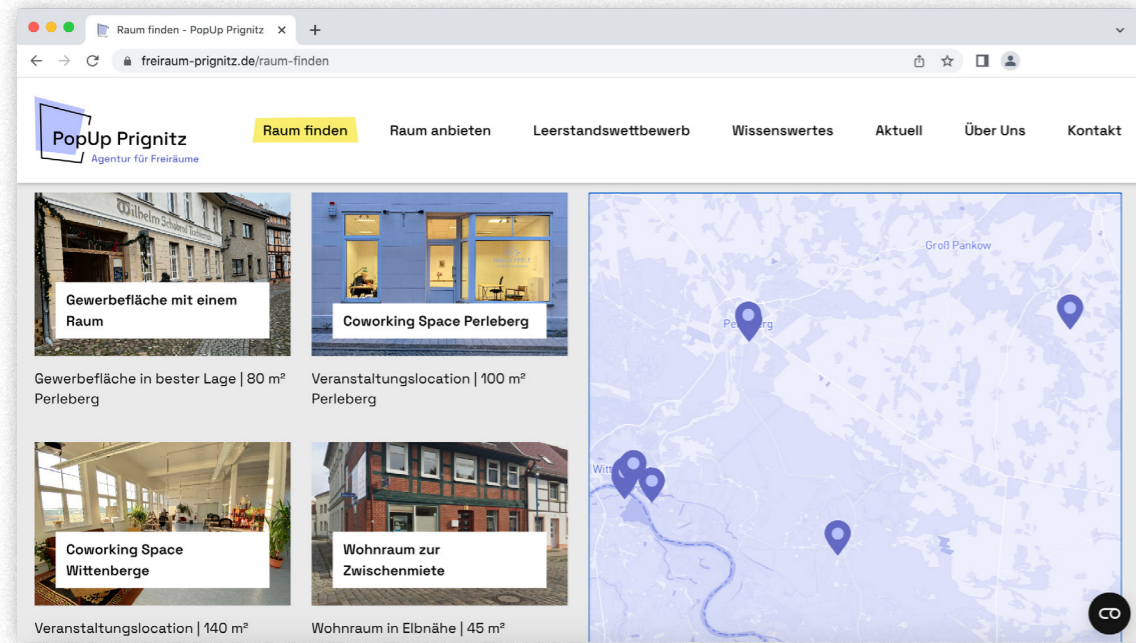 Raum finden - PopUp Prignitz
freiraum-prignitz.de/raum-finden
PopUp Prignitz
Agentur für Freiräume
Raum finden
Raum anbieten
Leerstandswettbewerb
Wissenswertes
Aktuell
Über Uns
Kontakt
Gewerbefläche mit einem
Raum
Gewerbefläche in bester Lage | 80 m²
Perleberg
Coworking Space Perleberg
Veranstaltungslocation | 100 m²
Perleberg
Coworking Space
Wittenberge
Veranstaltungslocation | 140 m²
Wohnraum zur
Zwischenmiete
Wohnraum in Elbnähe | 45 m²
Groß Pankow